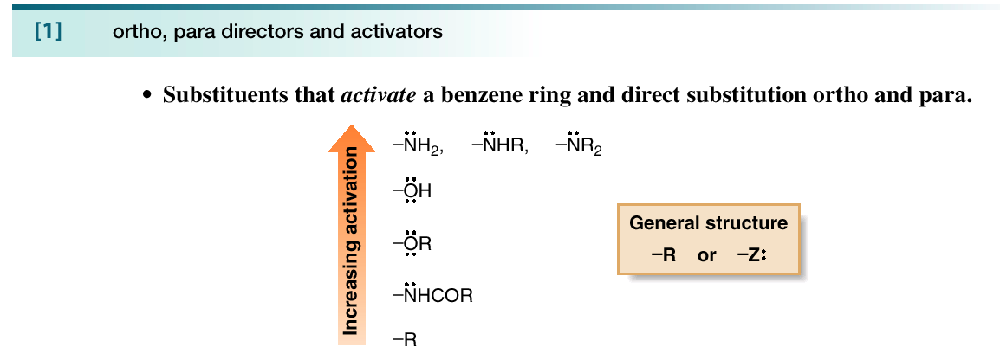 [1] ortho, para directors and activators
• Substituents that activate a benzene ring and direct substitution ortho and para.
Increasing activation
–N̈H₂, –N̈HR, –N̈R₂
–ÖH
–ÖR
–N̈HCOR
–R
General structure
–R or –Z: